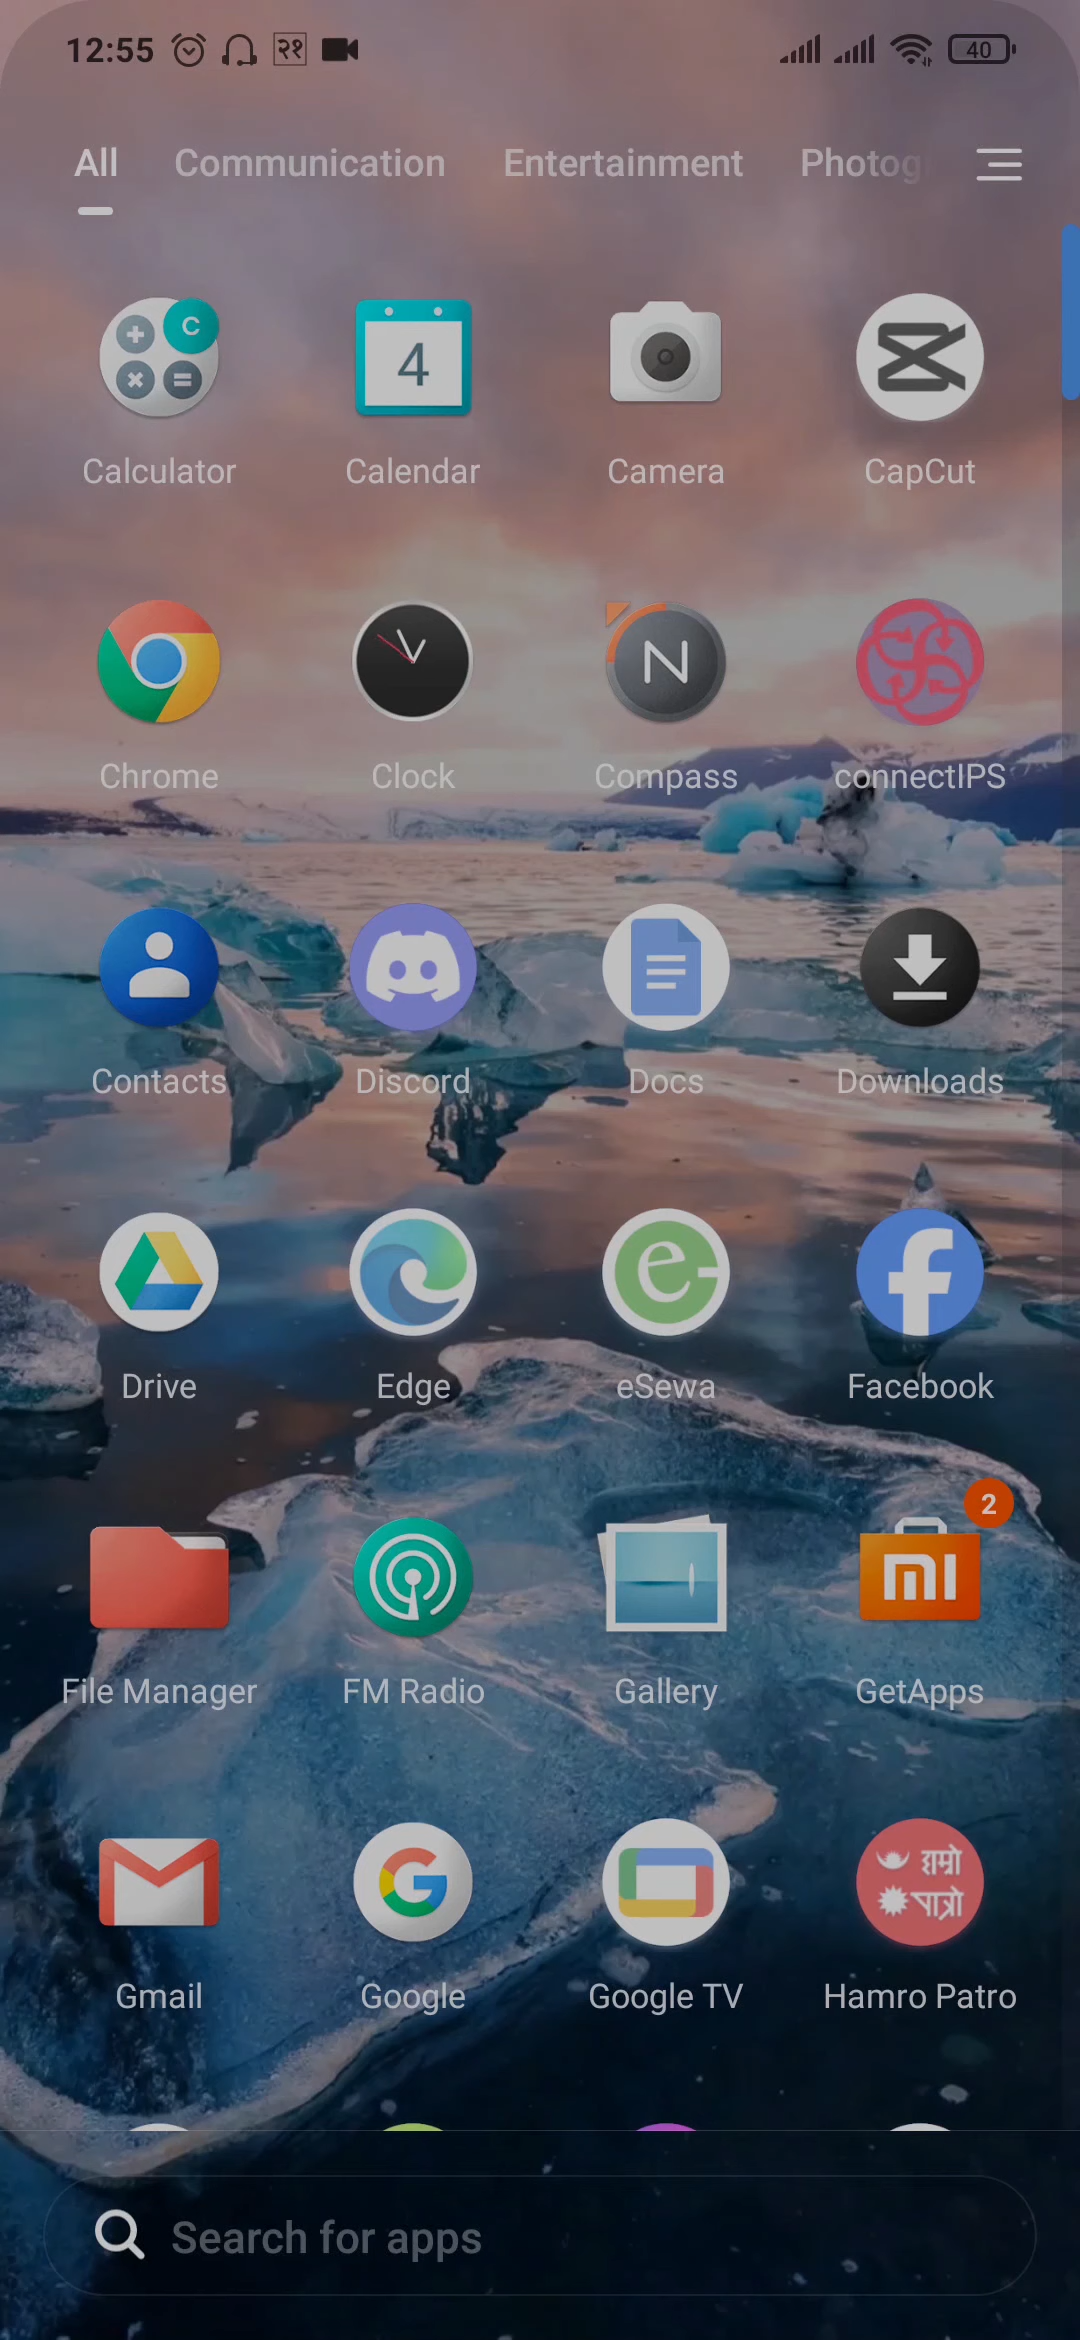 12:55 २१ 40
All Communication Entertainment Photog
C 4
Calculator Calendar Camera CapCut
N
Chrome Clock Compass connectIPS
Contacts Discord Docs Downloads
e f
Drive Edge eSewa Facebook
2
mi
File Manager FM Radio Gallery GetApps
M G हाम्रो
पात्रो
Gmail Google Google TV Hamro Patro
Search for apps